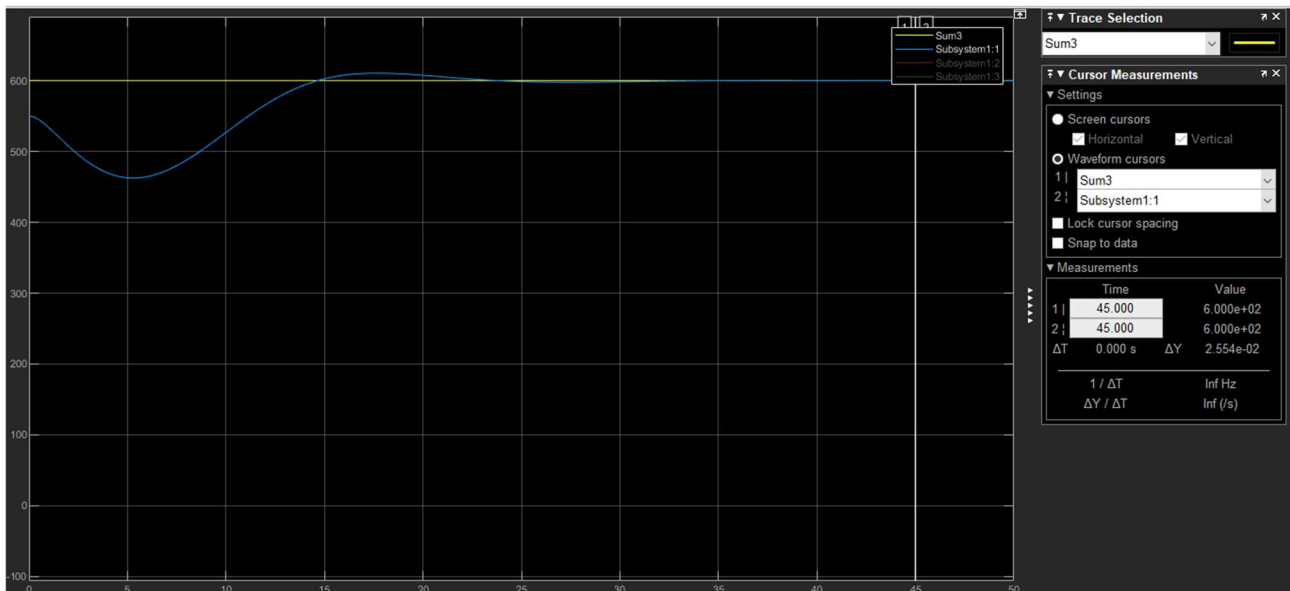 1 2
Sum3
Subsystem1:1
Subsystem1:2
Subsystem1:3
600
500
400
300
200
100
0
-100
0 5 10 15 20 25 30 35 40 45 50
Trace Selection
Sum3
Cursor Measurements
Settings
Screen cursors
Horizontal Vertical
Waveform cursors
1 | Sum3
2 ¦ Subsystem1:1
Lock cursor spacing
Snap to data
Measurements
Time Value
1 | 45.000 6.000e+02
2 ¦ 45.000 6.000e+02
ΔT 0.000 s ΔY 2.554e-02
1 / ΔT Inf Hz
ΔY / ΔT Inf (/s)